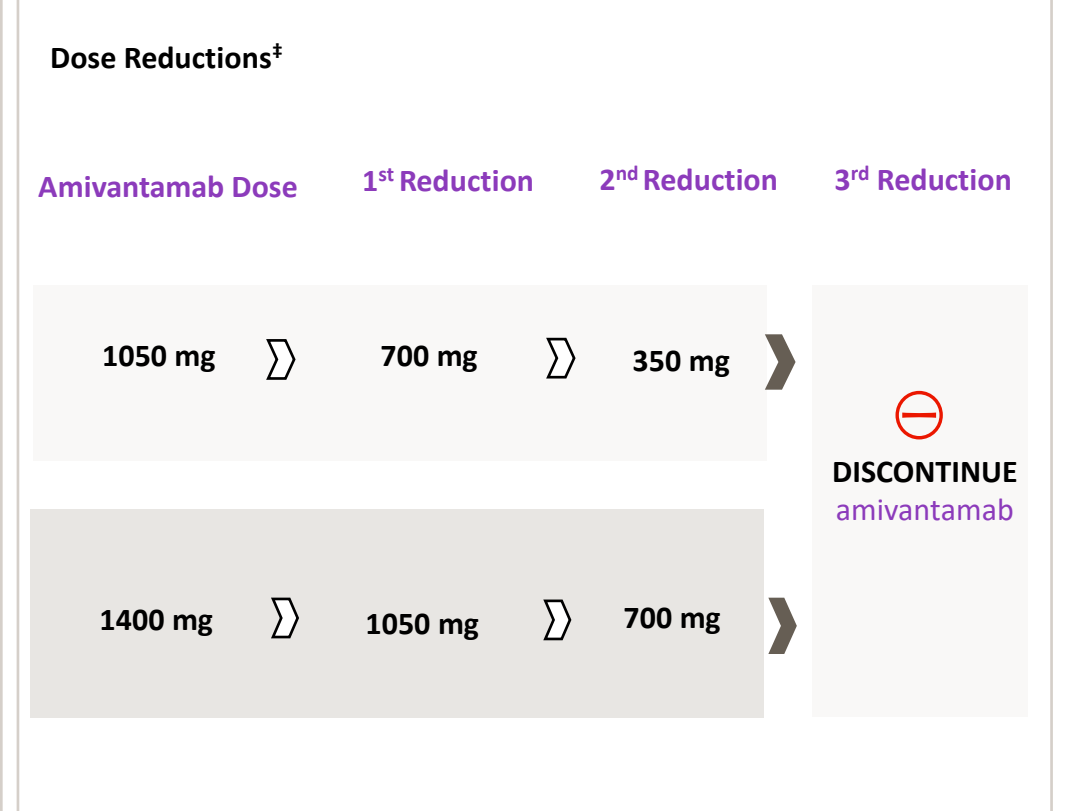 Dose Reductions‡
Amivantamab Dose 1st Reduction 2nd Reduction 3rd Reduction
1050 mg 700 mg 350 mg
DISCONTINUE
amivantamab
1400 mg 1050 mg 700 mg